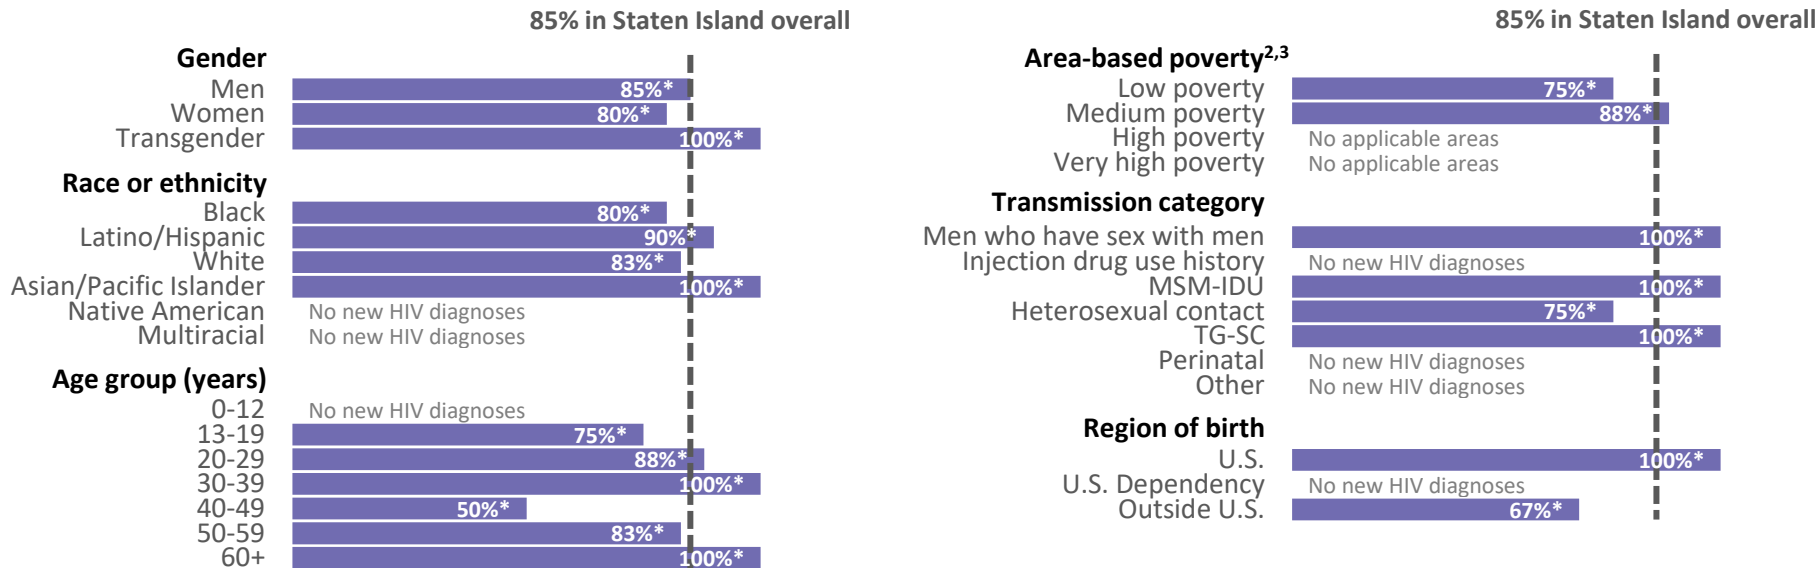 85% in Staten Island overall
Gender
Men 85%*
Women 80%*
Transgender 100%*
Race or ethnicity
Black 80%*
Latino/Hispanic 90%*
White 83%*
Asian/Pacific Islander 100%*
Native American No new HIV diagnoses
Multiracial No new HIV diagnoses
Age group (years)
0-12 No new HIV diagnoses
13-19 75%*
20-29 88%*
30-39 100%*
40-49 50%*
50-59 83%*
60+ 100%*
85% in Staten Island overall
Area-based poverty2,3
Low poverty 75%*
Medium poverty 88%*
High poverty No applicable areas
Very high poverty No applicable areas
Transmission category
Men who have sex with men 100%*
Injection drug use history No new HIV diagnoses
MSM-IDU 100%*
Heterosexual contact 75%*
TG-SC 100%*
Perinatal No new HIV diagnoses
Other No new HIV diagnoses
Region of birth
U.S. 100%*
U.S. Dependency No new HIV diagnoses
Outside U.S. 67%*